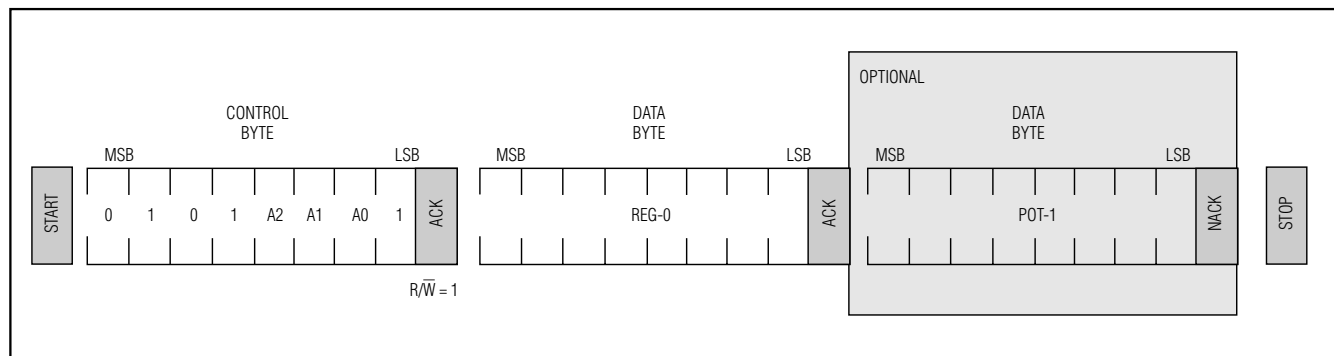 OPTIONAL
CONTROL
BYTE
DATA
BYTE
DATA
BYTE
MSB LSB MSB LSB MSB LSB
START 0 1 0 1 A2 A1 A0 1 ACK REG-0 ACK POT-1 NACK STOP
R/W̅ = 1